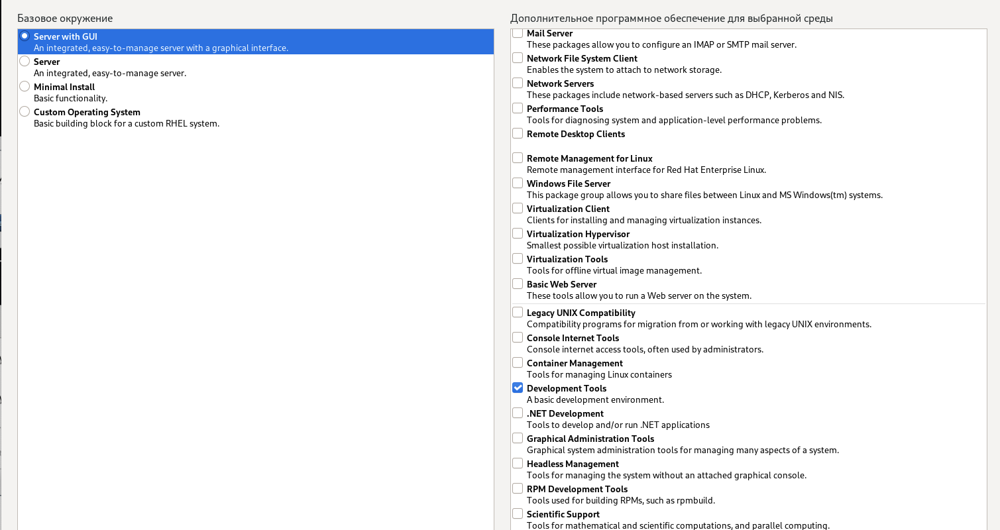 Базовое окружение
Server with GUI
An integrated, easy-to-manage server with a graphical interface.
Server
An integrated, easy-to-manage server.
Minimal Install
Basic functionality.
Custom Operating System
Basic building block for a custom RHEL system.
Дополнительное программное обеспечение для выбранной среды
Mail Server
These packages allow you to configure an IMAP or SMTP mail server.
Network File System Client
Enables the system to attach to network storage.
Network Servers
These packages include network-based servers such as DHCP, Kerberos and NIS.
Performance Tools
Tools for diagnosing system and application-level performance problems.
Remote Desktop Clients
Remote Management for Linux
Remote management interface for Red Hat Enterprise Linux.
Windows File Server
This package group allows you to share files between Linux and MS Windows(tm) systems.
Virtualization Client
Clients for installing and managing virtualization instances.
Virtualization Hypervisor
Smallest possible virtualization host installation.
Virtualization Tools
Tools for offline virtual image management.
Basic Web Server
These tools allow you to run a Web server on the system.
Legacy UNIX Compatibility
Compatibility programs for migration from or working with legacy UNIX environments.
Console Internet Tools
Console internet access tools, often used by administrators.
Container Management
Tools for managing Linux containers
Development Tools
A basic development environment.
.NET Development
Tools to develop and/or run .NET applications
Graphical Administration Tools
Graphical system administration tools for managing many aspects of a system.
Headless Management
Tools for managing the system without an attached graphical console.
RPM Development Tools
Tools used for building RPMs, such as rpmbuild.
Scientific Support
Tools for mathematical and scientific computations, and parallel computing.